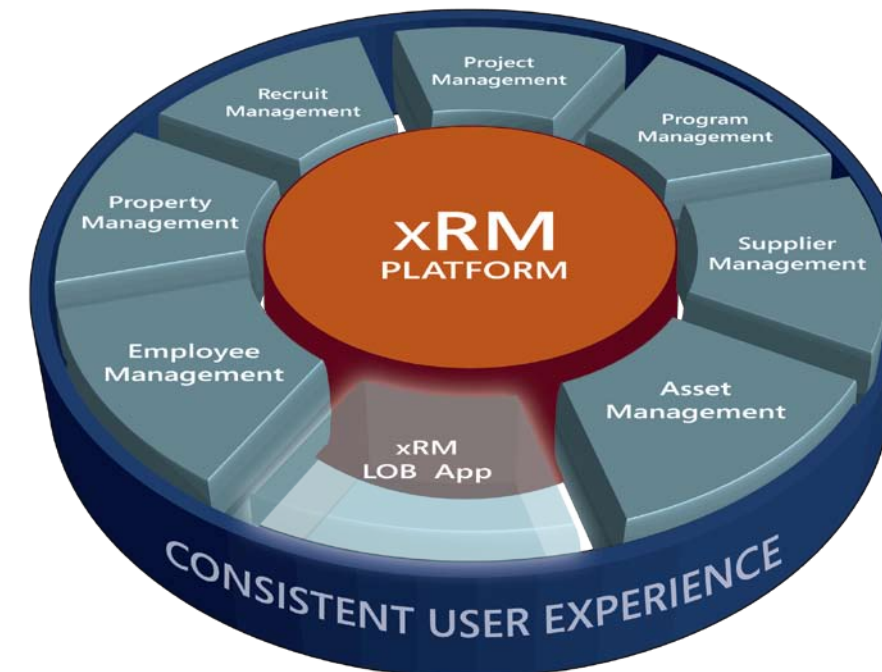 Project
Management
Recruit
Management
Program
Management
Property
Management
xRM
PLATFORM
Supplier
Management
Employee
Management
Asset
Management
xRM
LOB App
CONSISTENT USER EXPERIENCE